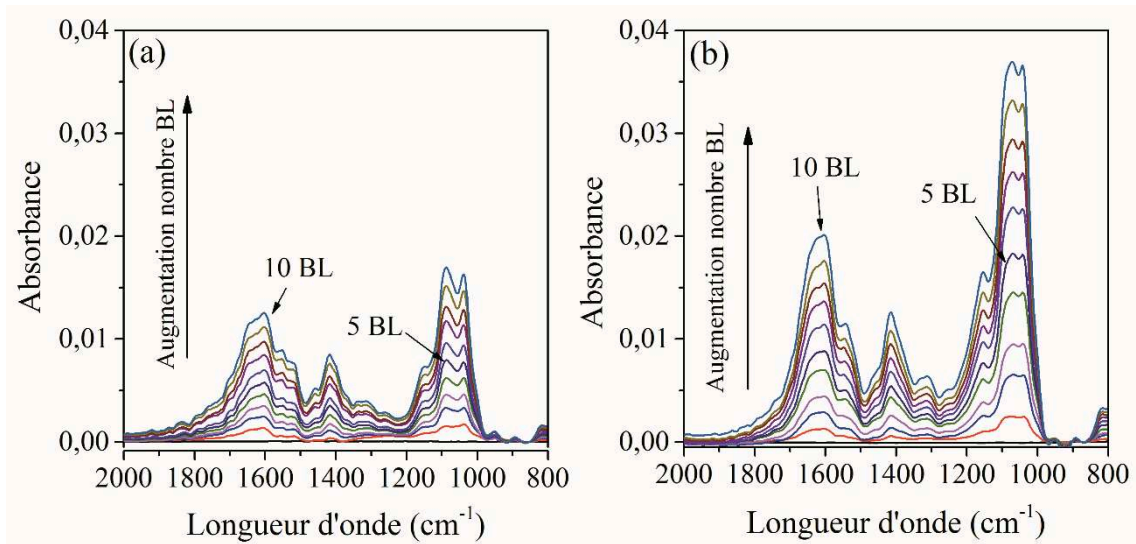 (a)
Absorbance
0,04
0,03
0,02
0,01
0,00
Augmentation nombre BL
10 BL
5 BL
2000 1800 1600 1400 1200 1000 800
Longueur d'onde (cm-1)
(b)
Absorbance
0,04
0,03
0,02
0,01
0,00
Augmentation nombre BL
10 BL
5 BL
2000 1800 1600 1400 1200 1000 800
Longueur d'onde (cm-1)